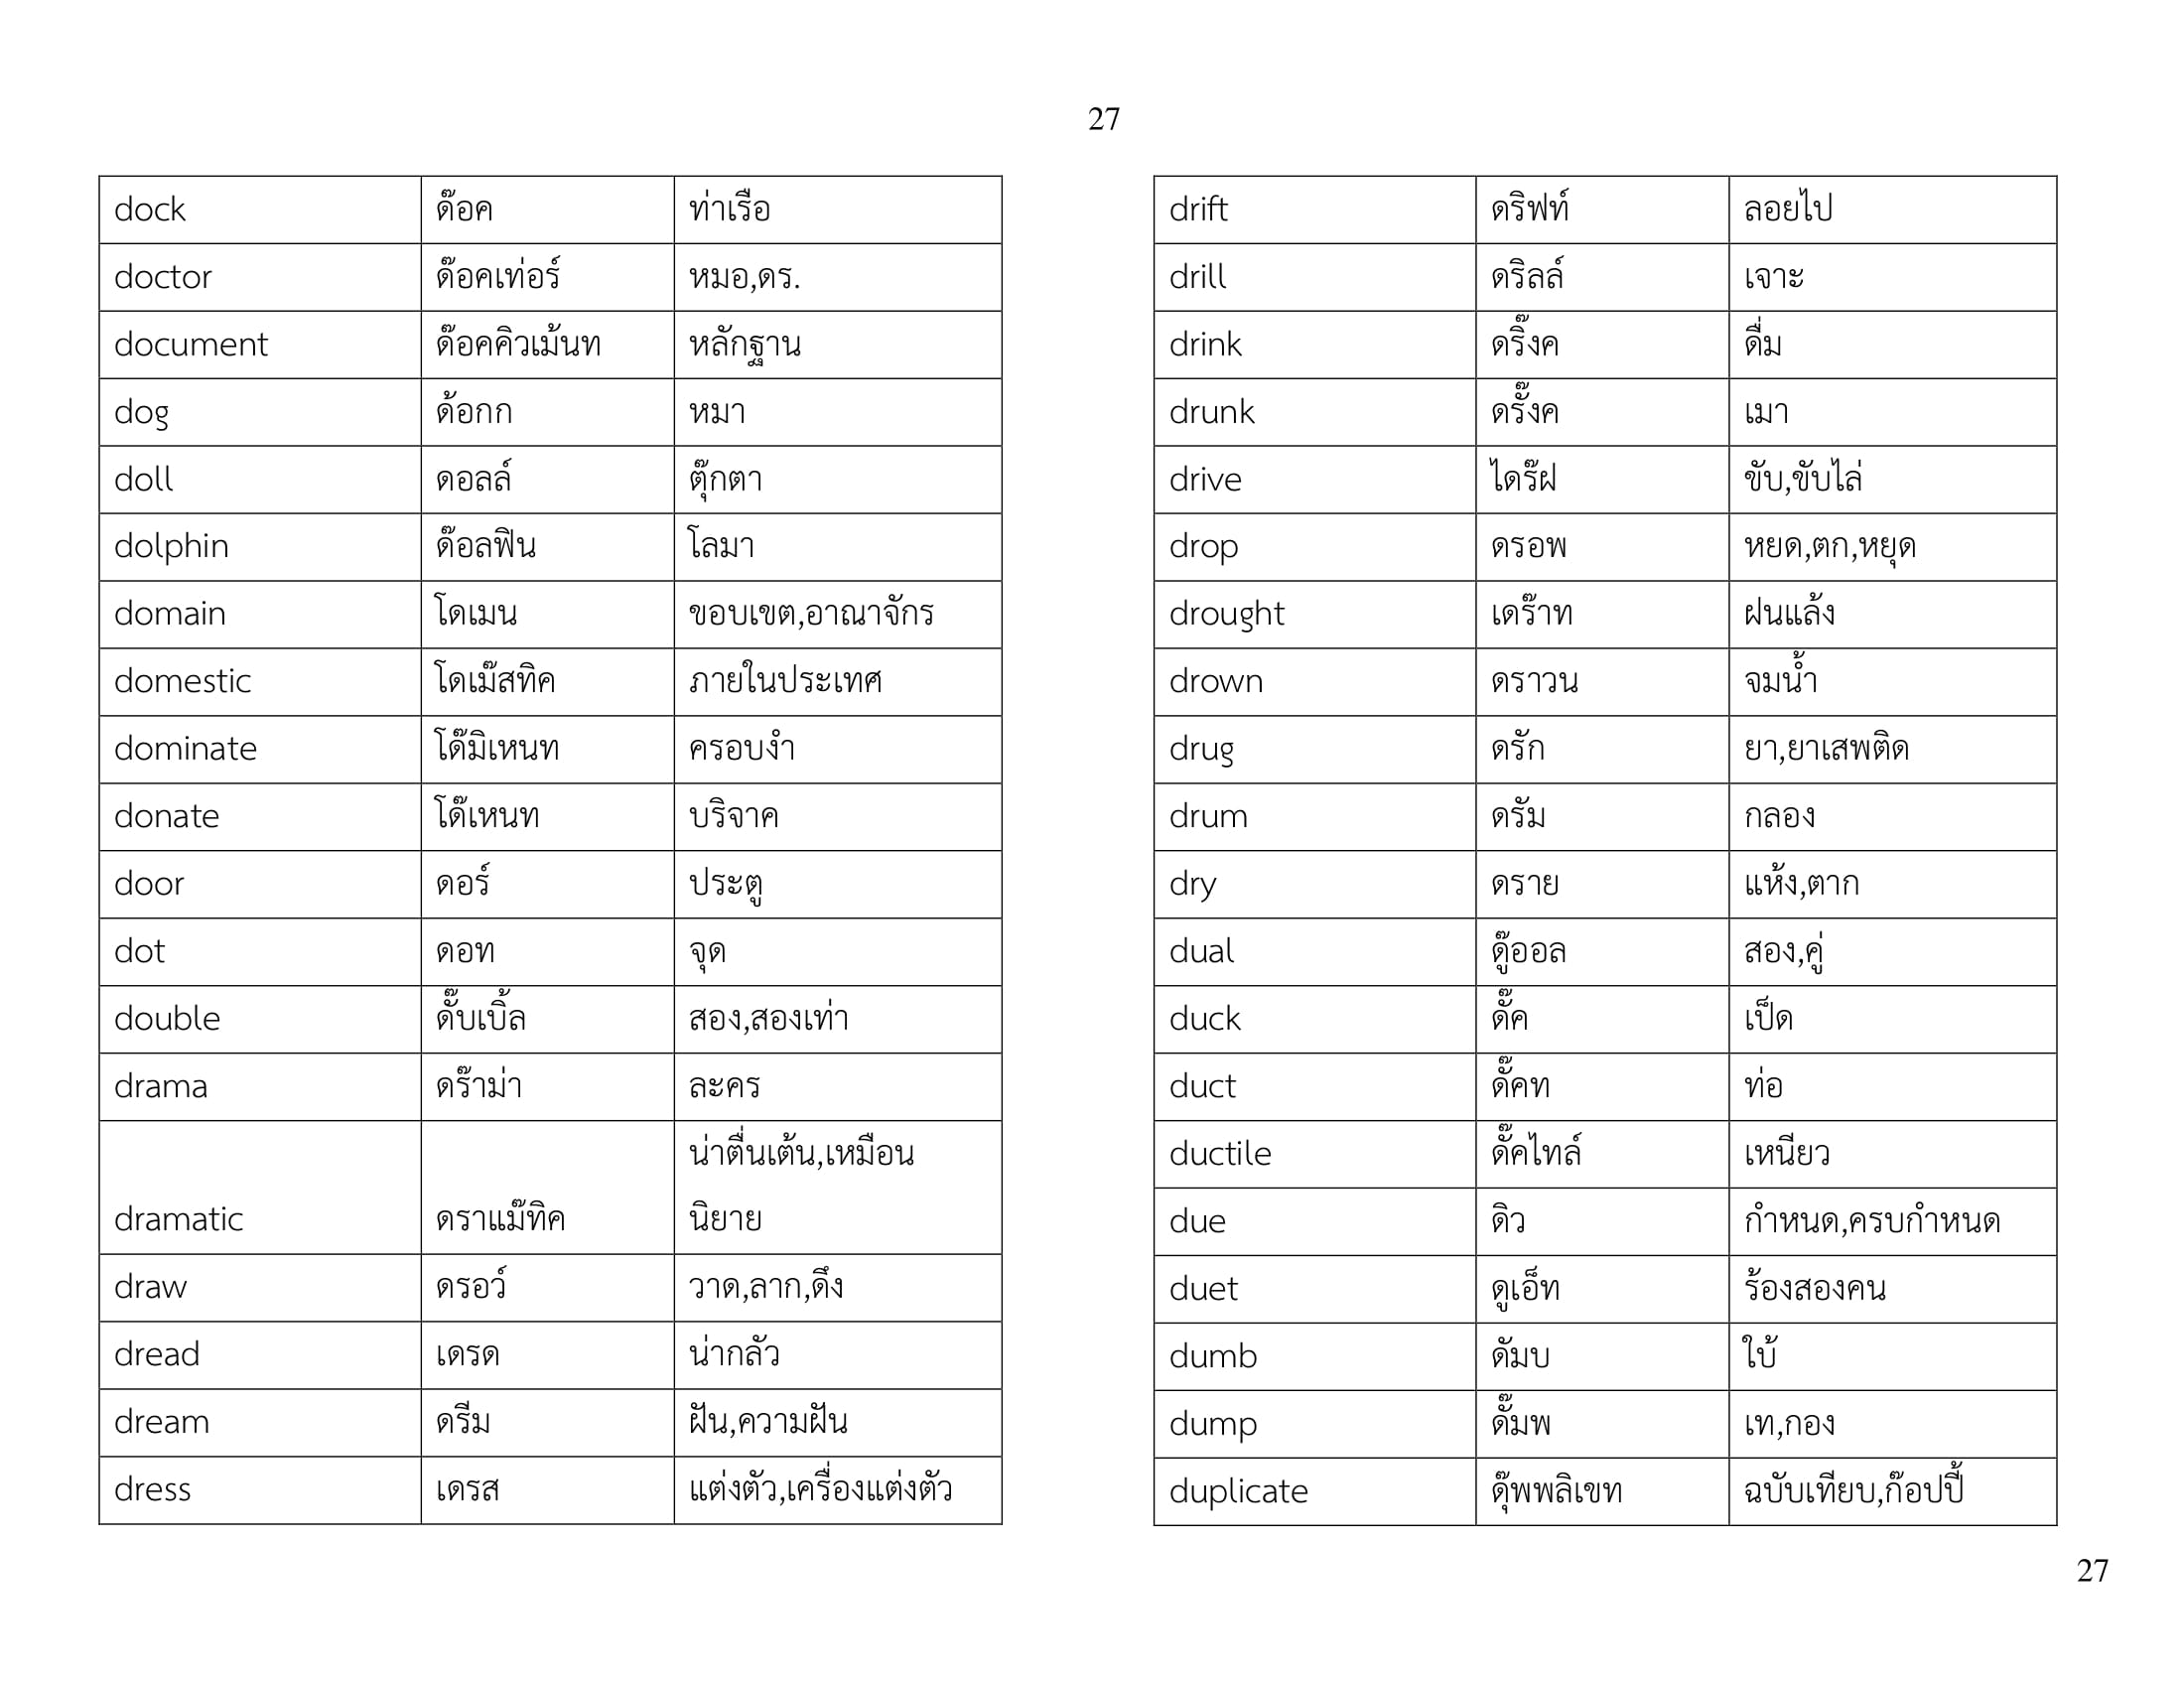 27
dock ด๊อค ท่าเรือ
doctor ด๊อคเท่อร์ หมอ,ดร.
document ด๊อคคิวเม้นท หลักฐาน
dog ด้อกก หมา
doll ดอลล์ ตุ๊กตา
dolphin ด๊อลฟิน โลมา
domain โดเมน ขอบเขต,อาณาจักร
domestic โดเม๊สทิค ภายในประเทศ
dominate โด๊มิเหนท ครอบงำ
donate โด๊เหนท บริจาค
door ดอร์ ประตู
dot ดอท จุด
double ดั๊บเบิ้ล สอง,สองเท่า
drama ดร๊าม่า ละคร
น่าตื่นเต้น,เหมือน
dramatic ดราแม๊ทิค นิยาย
draw ดรอว์ วาด,ลาก,ดึง
dread เดรด น่ากลัว
dream ดรีม ฝัน,ความฝัน
dress เดรส แต่งตัว,เครื่องแต่งตัว
drift ดริฟท์ ลอยไป
drill ดริลล์ เจาะ
drink ดริ๊งค ดื่ม
drunk ดรั๊งค เมา
drive ไดร๊ฝ ขับ,ขับไล่
drop ดรอพ หยด,ตก,หยุด
drought เดร๊าท ฝนแล้ง
drown ดราวน จมน้ำ
drug ดรัก ยา,ยาเสพติด
drum ดรัม กลอง
dry ดราย แห้ง,ตาก
dual ดู๊ออล สอง,คู่
duck ดั๊ค เป็ด
duct ดั๊คท ท่อ
ductile ดั๊คไทล์ เหนียว
due ดิว กำหนด,ครบกำหนด
duet ดูเอ็ท ร้องสองคน
dumb ดัมบ ใบ้
dump ดั๊มพ เท,กอง
duplicate ดุ๊พพลิเขท ฉบับเทียบ,ก๊อปปี้
27